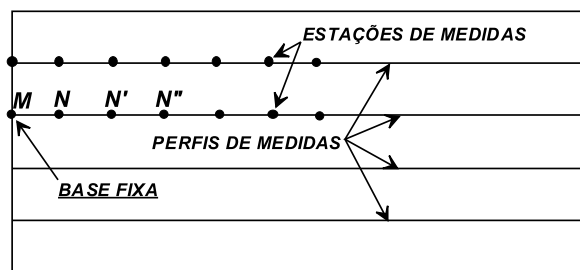 ESTAÇÕES DE MEDIDAS
M N N' N"
PERFIS DE MEDIDAS
BASE FIXA